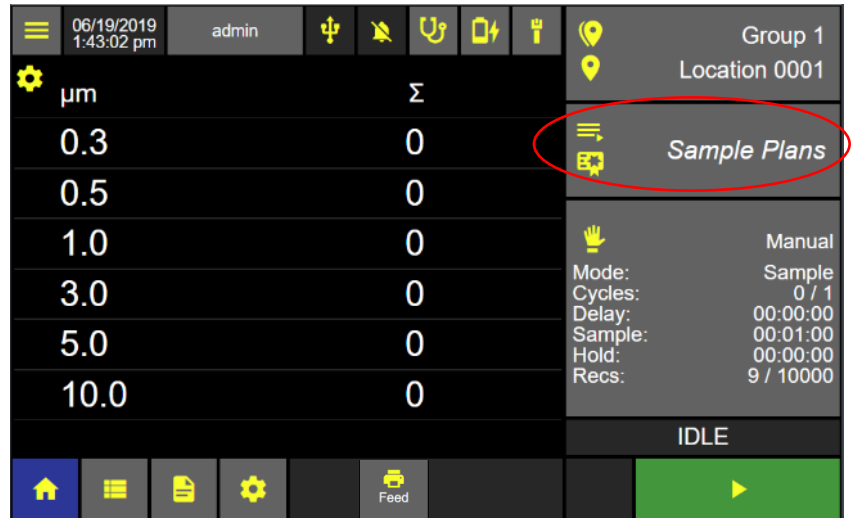 06/19/2019
1:43:02 pm
admin
Group 1
Location 0001
µm Σ
0.3 0
0.5 0
1.0 0
3.0 0
5.0 0
10.0 0
Sample Plans
Manual
Mode: Sample
Cycles: 0 / 1
Delay: 00:00:00
Sample: 00:01:00
Hold: 00:00:00
Recs: 9 / 10000
IDLE
Feed